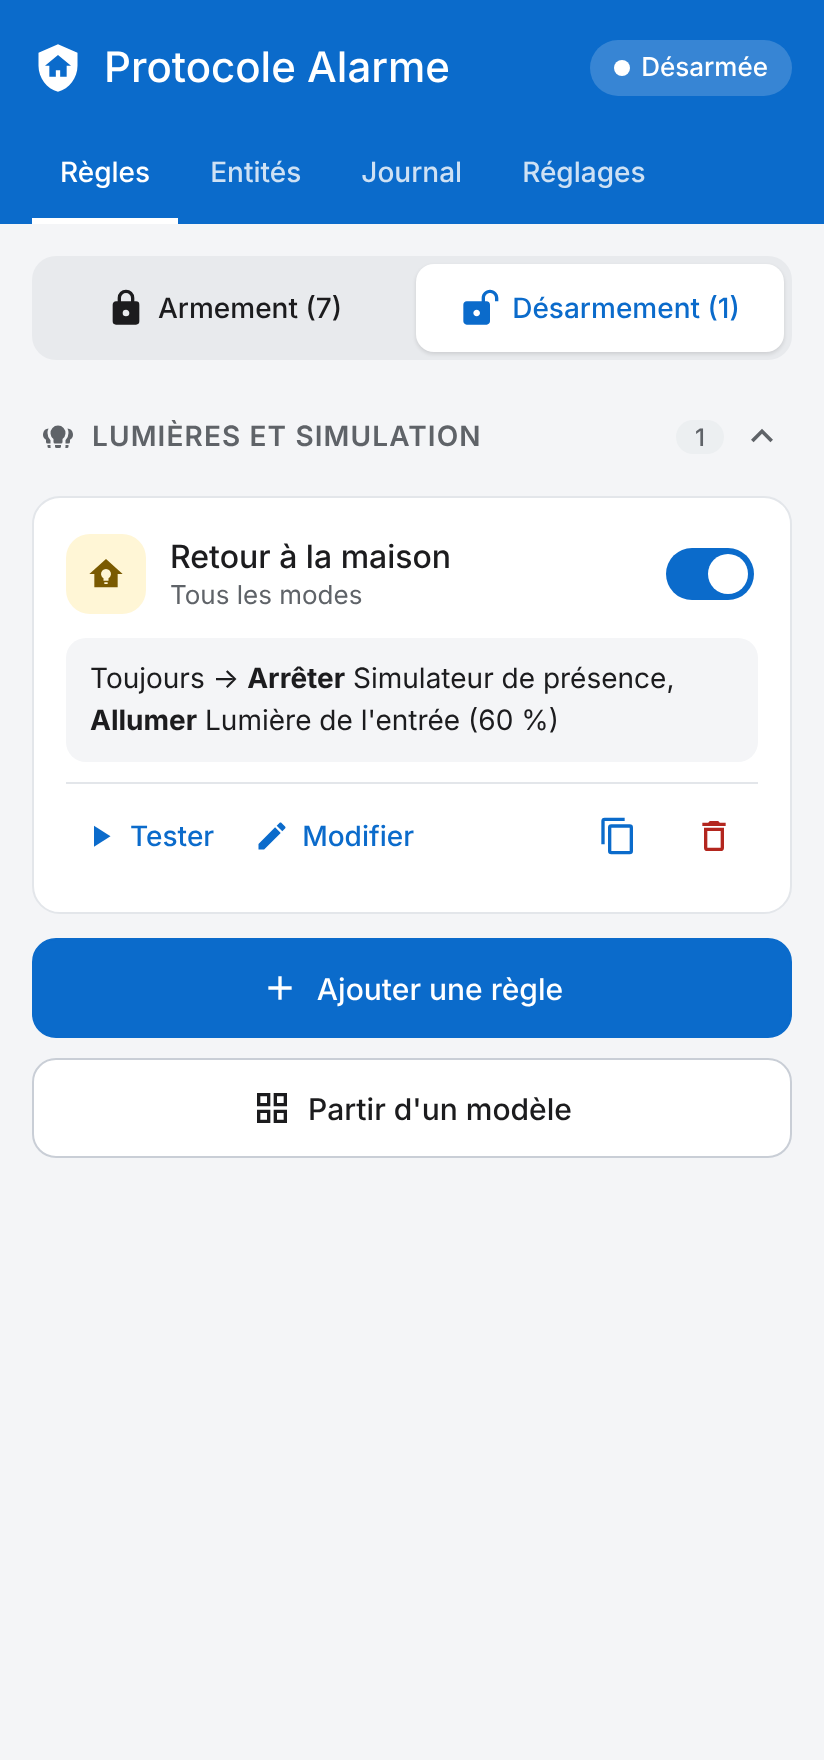 Protocole Alarme
Désarmée
Règles
Entités
Journal
Réglages
Armement (7)
Désarmement (1)
LUMIÈRES ET SIMULATION
1
Retour à la maison
Tous les modes
Toujours → Arrêter Simulateur de présence,
Allumer Lumière de l'entrée (60 %)
Tester
Modifier
Ajouter une règle
Partir d'un modèle